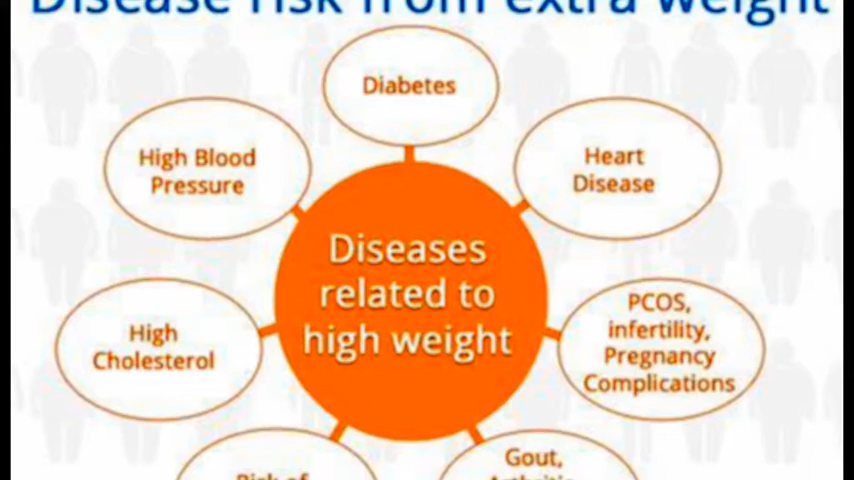 Disease risk from extra weight
Diabetes
High Blood
Pressure
Heart
Disease
Diseases
related to
high weight
High
Cholesterol
PCOS,
infertility,
Pregnancy
Complications
Risk of
Gout,
Arthritis